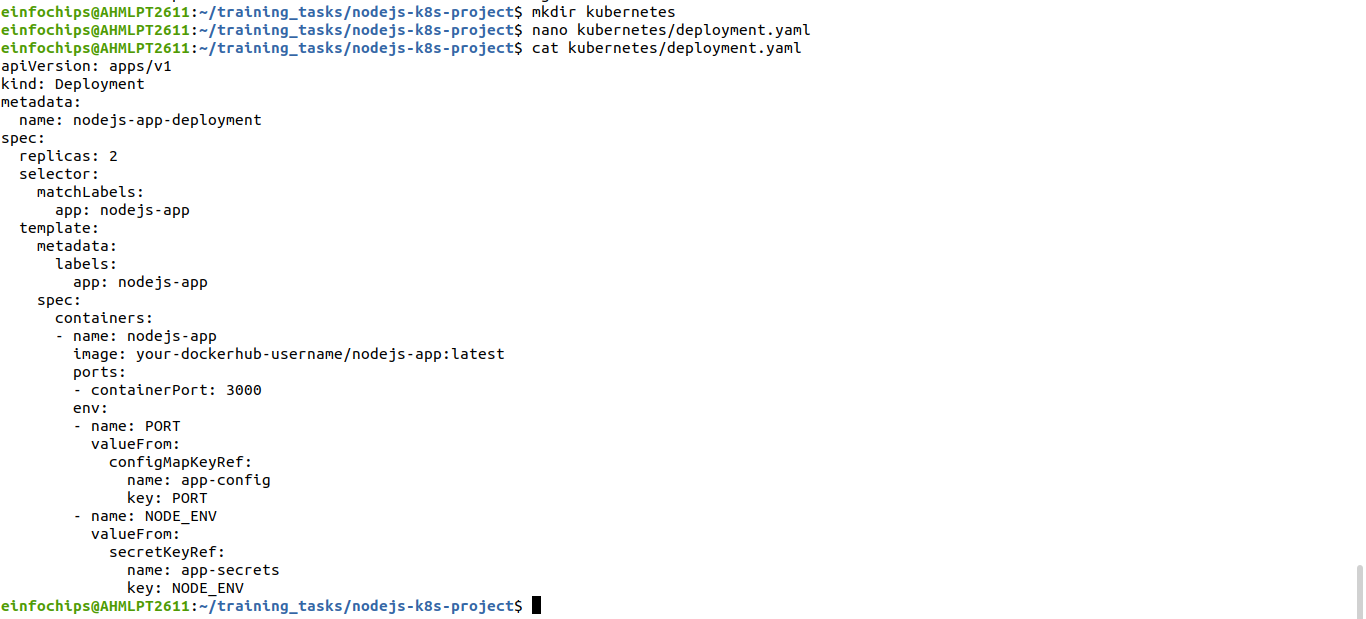 einfochips@AHMLPT2611:~/training_tasks/nodejs-k8s-project$ mkdir kubernetes
einfochips@AHMLPT2611:~/training_tasks/nodejs-k8s-project$ nano kubernetes/deployment.yaml
einfochips@AHMLPT2611:~/training_tasks/nodejs-k8s-project$ cat kubernetes/deployment.yaml
apiVersion: apps/v1
kind: Deployment
metadata:
  name: nodejs-app-deployment
spec:
  replicas: 2
  selector:
    matchLabels:
      app: nodejs-app
  template:
    metadata:
      labels:
        app: nodejs-app
    spec:
      containers:
      - name: nodejs-app
        image: your-dockerhub-username/nodejs-app:latest
        ports:
        - containerPort: 3000
        env:
        - name: PORT
          valueFrom:
            configMapKeyRef:
              name: app-config
              key: PORT
        - name: NODE_ENV
          valueFrom:
            secretKeyRef:
              name: app-secrets
              key: NODE_ENV
einfochips@AHMLPT2611:~/training_tasks/nodejs-k8s-project$